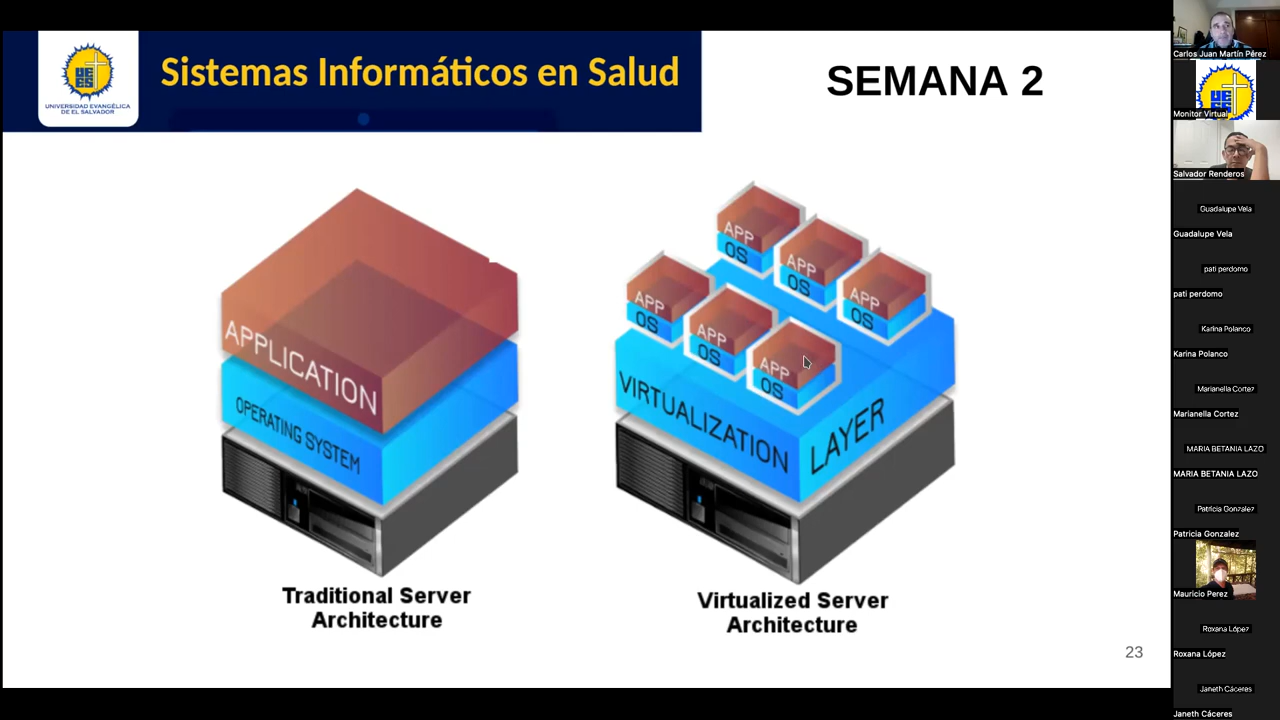 Sistemas Informáticos en Salud
SEMANA 2
UEES
UNIVERSIDAD EVANGÉLICA
DE EL SALVADOR
APPLICATION
OPERATING SYSTEM
Traditional Server
Architecture
APP
OS
APP
OS
APP
OS
APP
OS
APP
OS
APP
OS
VIRTUALIZATION LAYER
Virtualized Server
Architecture
23
Carlos Juan Martín Pérez
Monitor Virtual
Salvador Renderos
Guadalupe Vela
Guadalupe Vela
pati perdomo
pati perdomo
Karina Polanco
Karina Polanco
Marianella Cortez
Marianella Cortez
MARIA BETANIA LAZO
MARIA BETANIA LAZO
Patricia Gonzalez
Patricia Gonzalez
Mauricio Perez
Roxana López
Roxana López
Janeth Cáceres
Janeth Cáceres